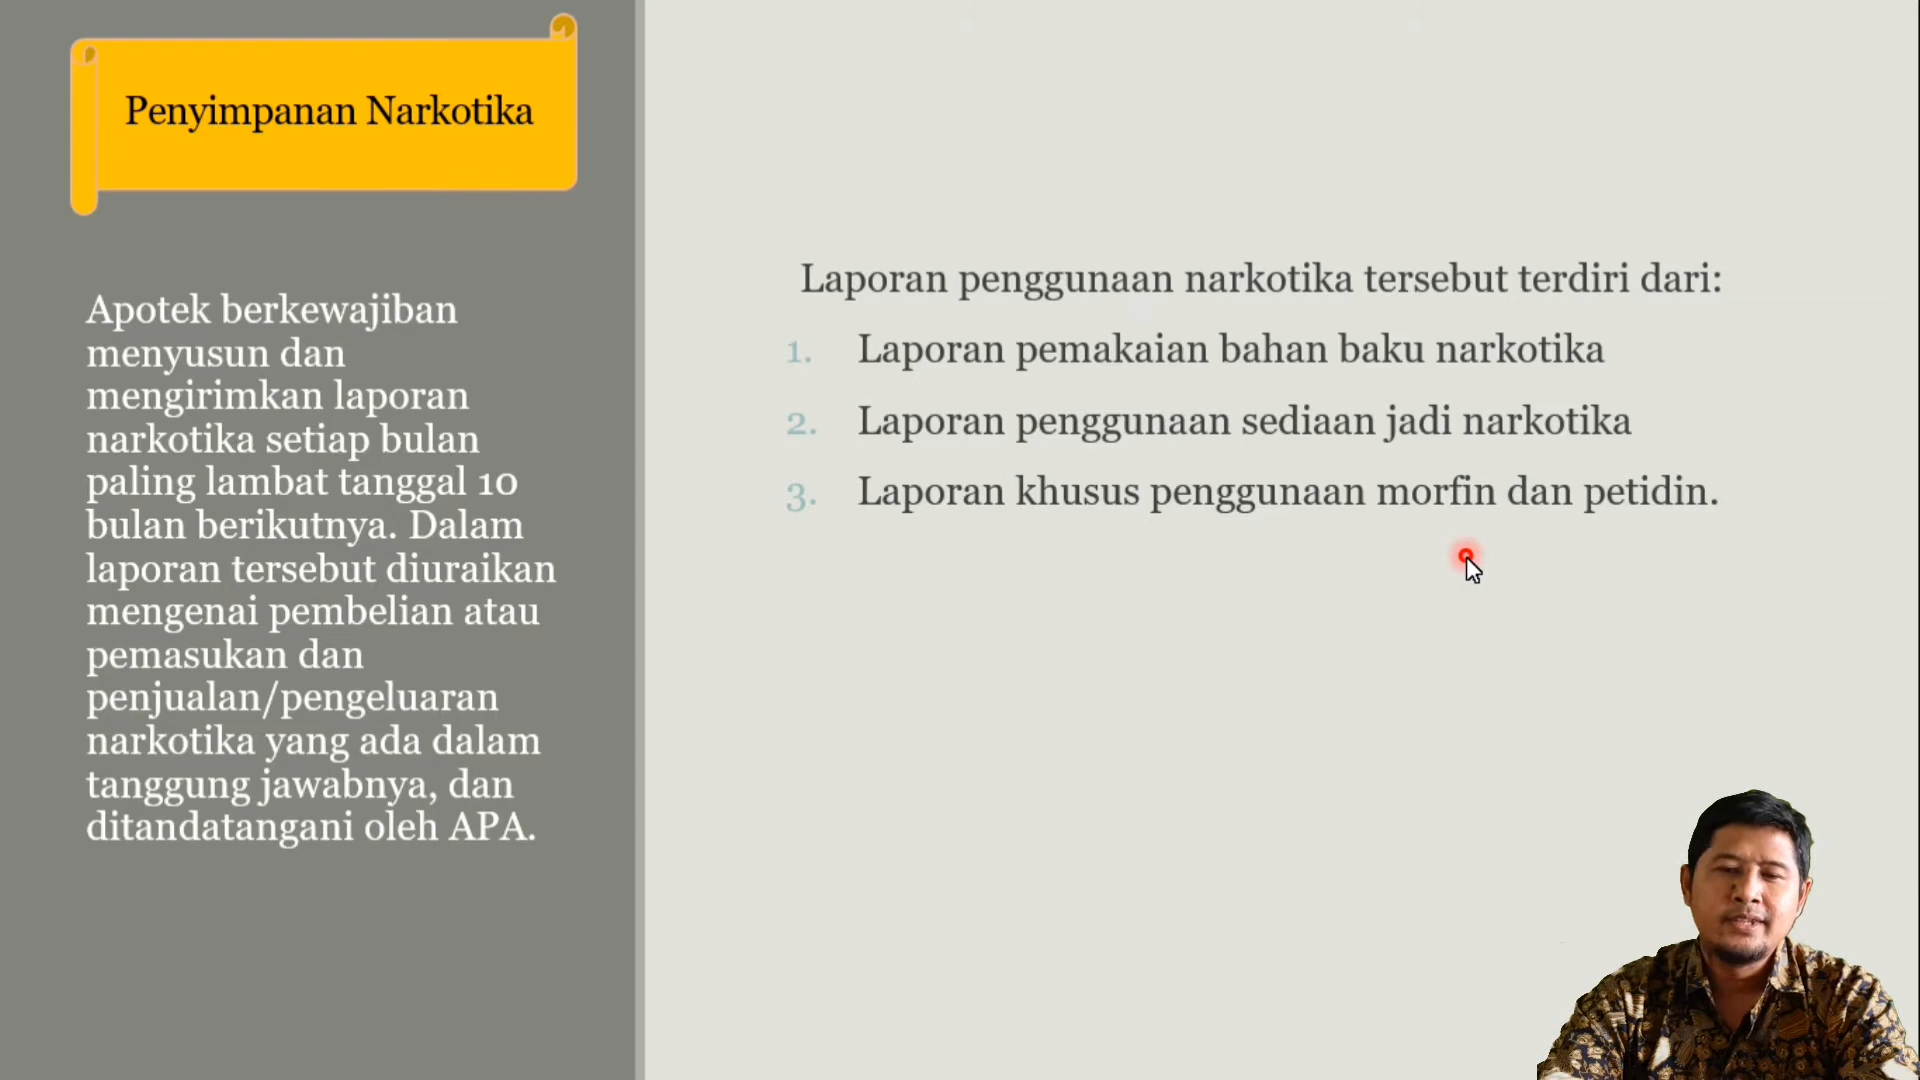 Penyimpanan Narkotika
Apotek berkewajiban
menyusun dan
mengirimkan laporan
narkotika setiap bulan
paling lambat tanggal 10
bulan berikutnya. Dalam
laporan tersebut diuraikan
mengenai pembelian atau
pemasukan dan
penjualan/pengeluaran
narkotika yang ada dalam
tanggung jawabnya, dan
ditandatangani oleh APA.
Laporan penggunaan narkotika tersebut terdiri dari:
1. Laporan pemakaian bahan baku narkotika
2. Laporan penggunaan sediaan jadi narkotika
3. Laporan khusus penggunaan morfin dan petidin.